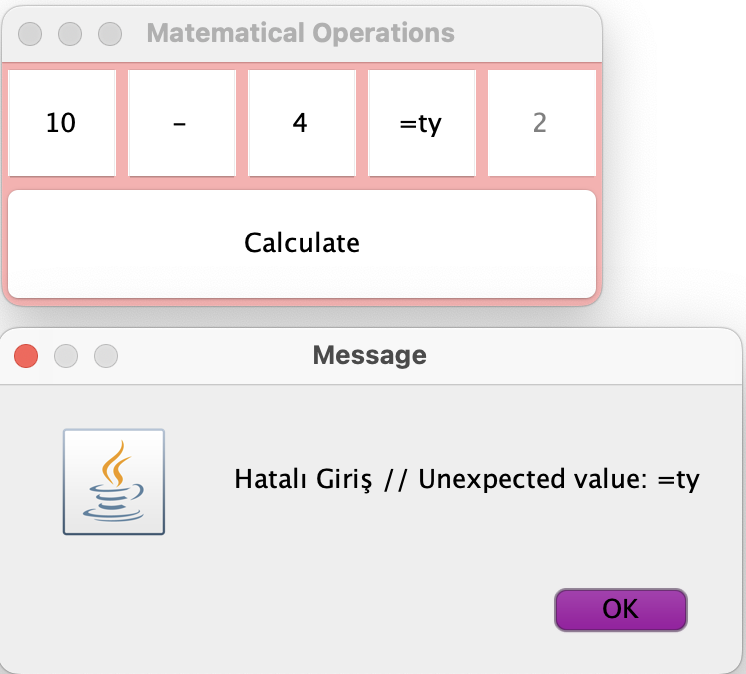 Matematical Operations
10 - 4 =ty 2
Calculate
Message
Hatalı Giriş // Unexpected value: =ty
OK